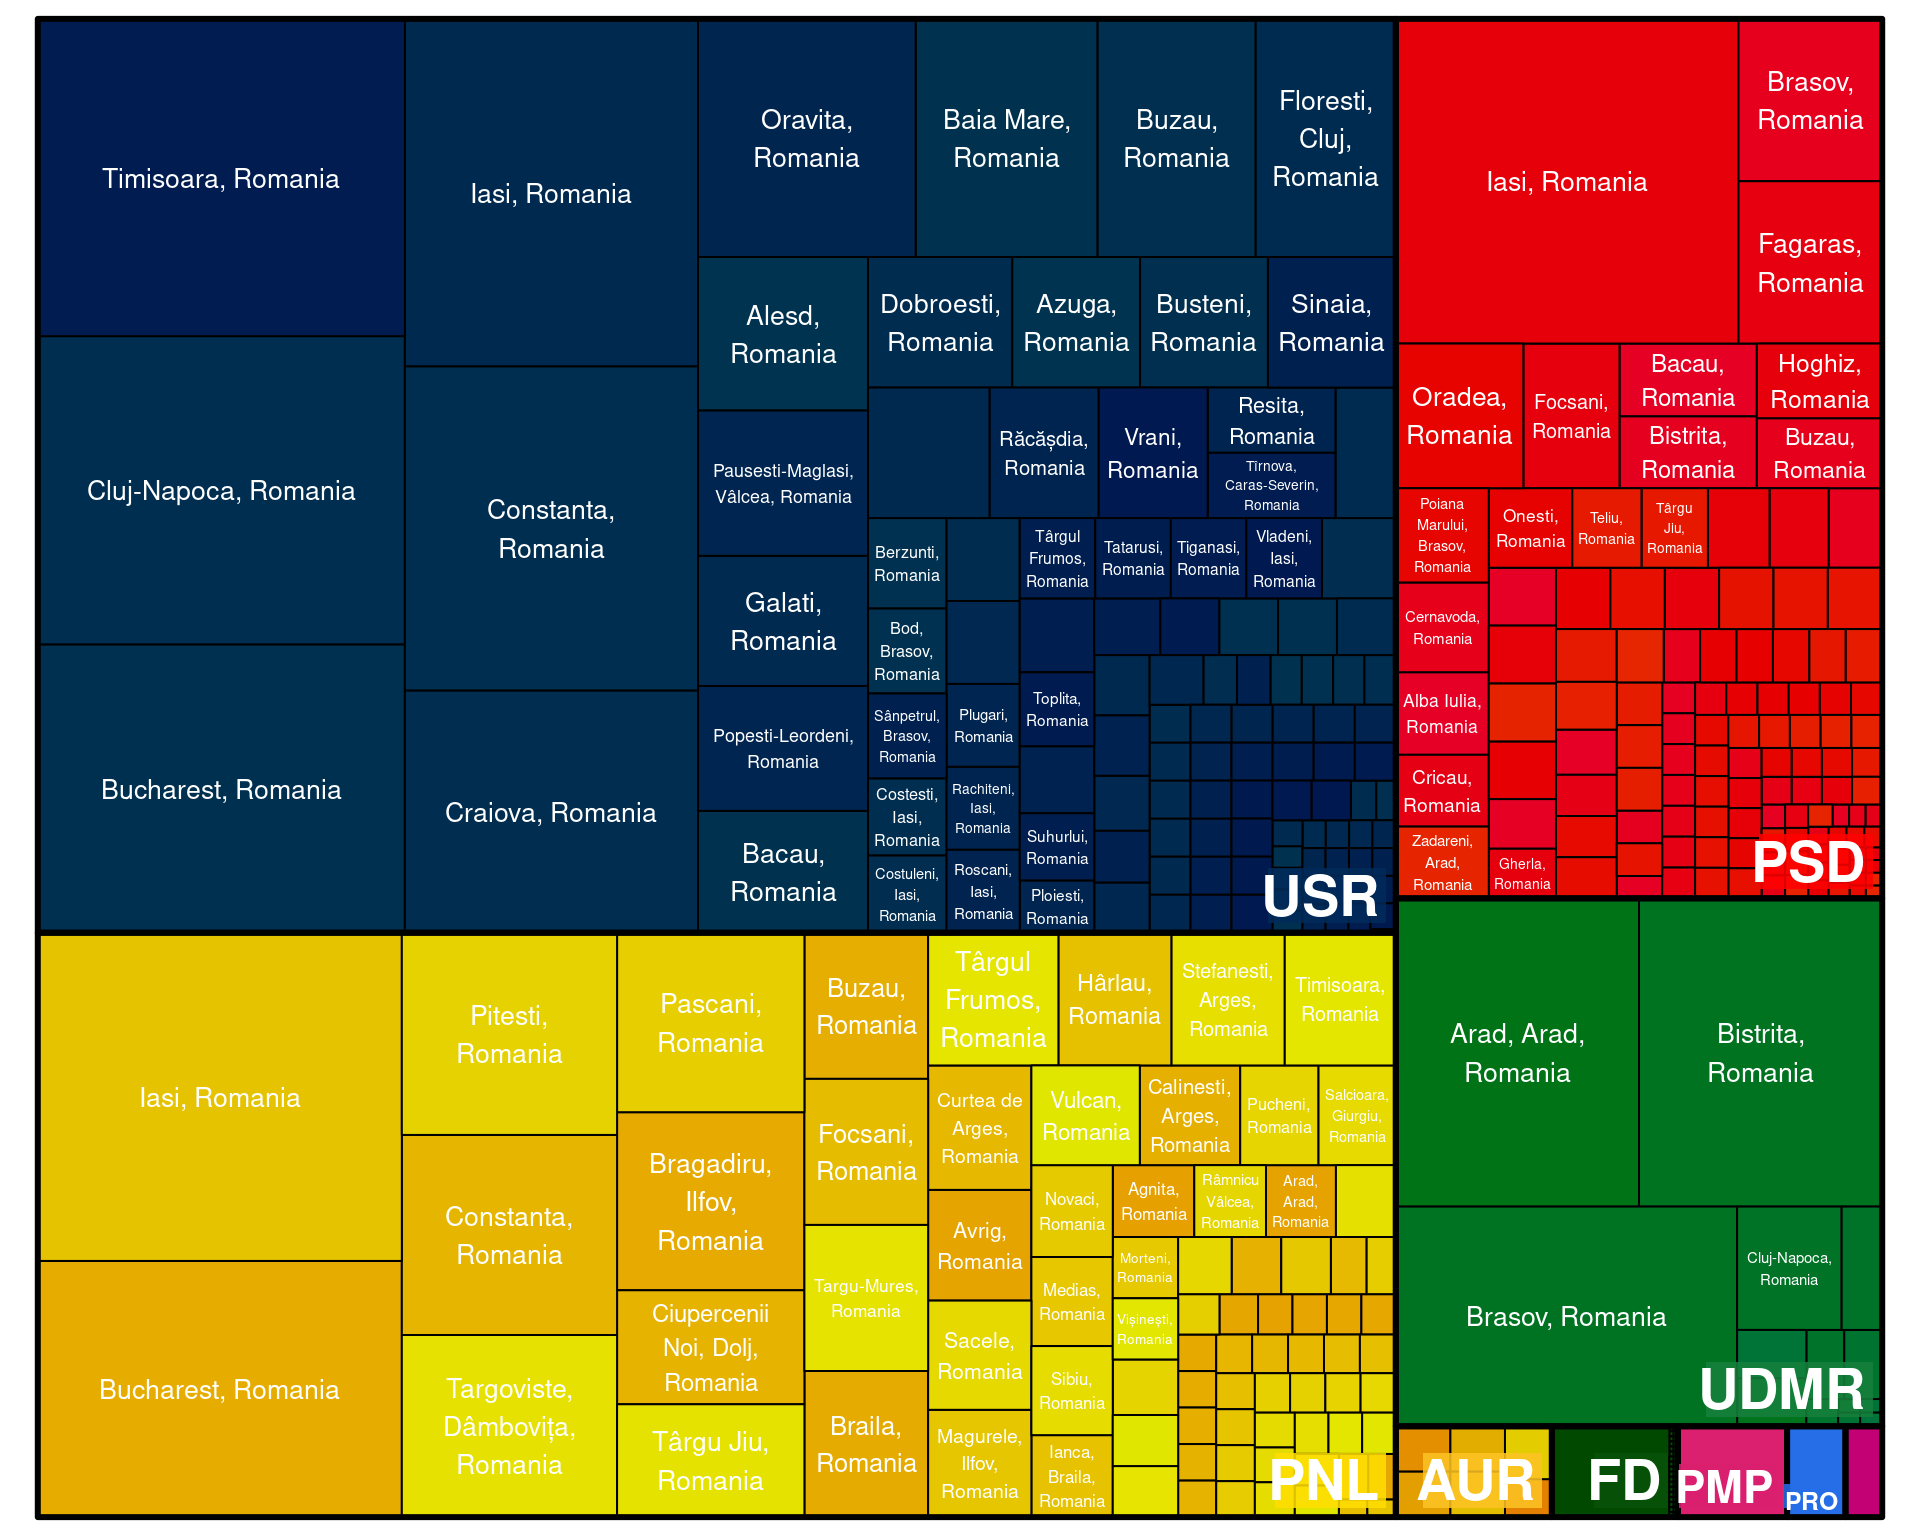 Timisoara, Romania
Cluj-Napoca, Romania
Bucharest, Romania
Iasi, Romania
Constanta,
Romania
Craiova, Romania
Oravita,
Romania
Baia Mare,
Romania
Buzau,
Romania
Floresti,
Cluj,
Romania
Alesd,
Romania
Dobroesti,
Romania
Azuga,
Romania
Busteni,
Romania
Sinaia,
Romania
Pausesti-Maglasi,
Vâlcea, Romania
Galati,
Romania
Popesti-Leordeni,
Romania
Bacau,
Romania
Răcășdia,
Romania
Vrani,
Romania
Resita,
Romania
Tîrnova,
Caras-Severin,
Romania
Berzunti,
Romania
Bod,
Brasov,
Romania
Sânpetrul,
Brasov,
Romania
Costesti,
Iasi,
Romania
Costuleni,
Iasi,
Romania
Plugari,
Romania
Rachiteni,
Iasi,
Romania
Roscani,
Iasi,
Romania
Târgul
Frumos,
Romania
Tatarusi,
Romania
Tiganasi,
Romania
Vladeni,
Iasi,
Romania
Toplita,
Romania
Suhurlui,
Romania
Ploiesti,
Romania
USR
Iasi, Romania
Brasov,
Romania
Fagaras,
Romania
Oradea,
Romania
Focsani,
Romania
Bacau,
Romania
Bistrita,
Romania
Hoghiz,
Romania
Buzau,
Romania
Poiana
Marului,
Brasov,
Romania
Onesti,
Romania
Teliu,
Romania
Târgu
Jiu,
Romania
Cernavoda,
Romania
Alba Iulia,
Romania
Cricau,
Romania
Zadareni,
Arad,
Romania
Gherla,
Romania
PSD
Iasi, Romania
Bucharest, Romania
Pitesti,
Romania
Constanta,
Romania
Targoviste,
Dâmbovița,
Romania
Pascani,
Romania
Bragadiru,
Ilfov,
Romania
Ciupercenii
Noi, Dolj,
Romania
Târgu Jiu,
Romania
Buzau,
Romania
Focsani,
Romania
Targu-Mures,
Romania
Braila,
Romania
Târgul
Frumos,
Romania
Hârlau,
Romania
Stefanesti,
Arges,
Romania
Timisoara,
Romania
Curtea de
Arges,
Romania
Avrig,
Romania
Sacele,
Romania
Magurele,
Ilfov,
Romania
Vulcan,
Romania
Calinesti,
Arges,
Romania
Pucheni,
Romania
Salcioara,
Giurgiu,
Romania
Novaci,
Romania
Medias,
Romania
Sibiu,
Romania
Ianca,
Braila,
Romania
Agnita,
Romania
Râmnicu
Vâlcea,
Romania
Arad,
Arad,
Romania
Morteni,
Romania
Vișinești,
Romania
PNL
Arad, Arad,
Romania
Bistrita,
Romania
Brasov, Romania
Cluj-Napoca,
Romania
UDMR
AUR
FD
PMP
PRO